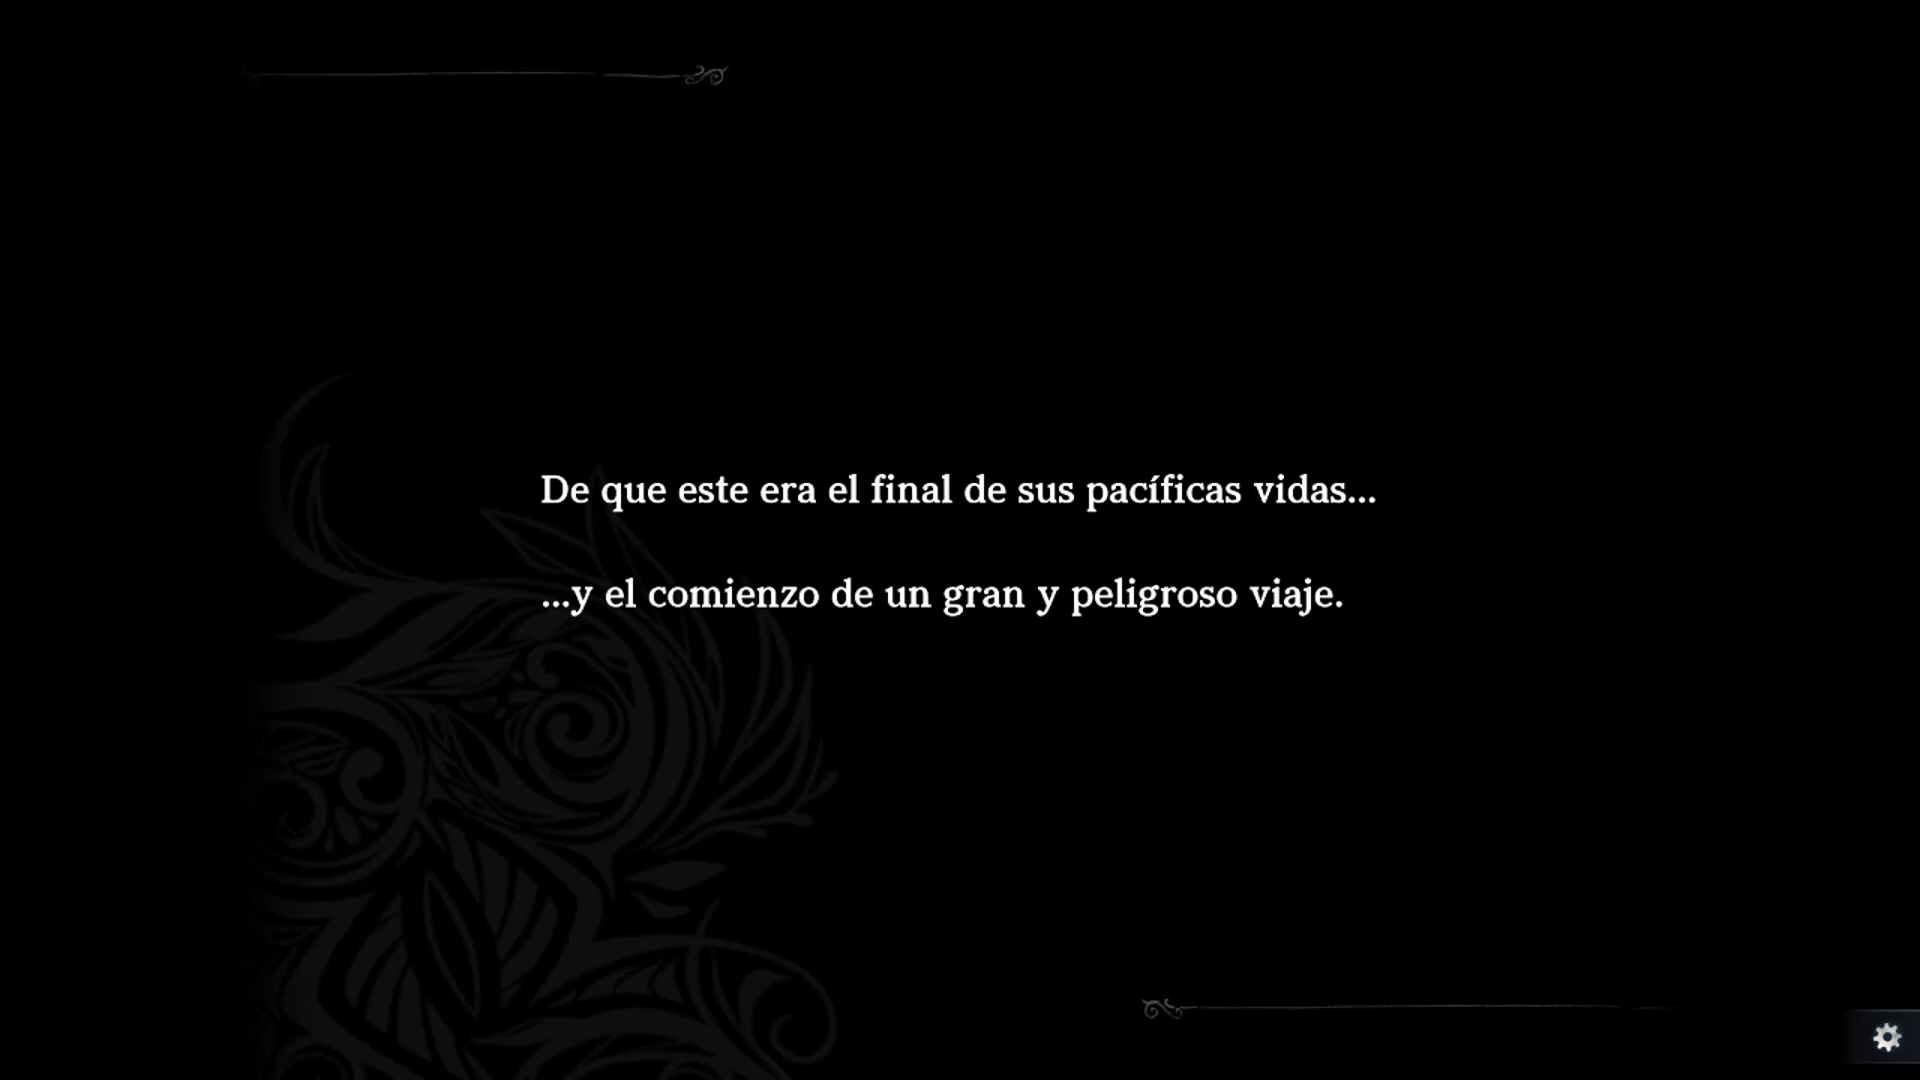 De que este era el final de sus pacíficas vidas...
...y el comienzo de un gran y peligroso viaje.